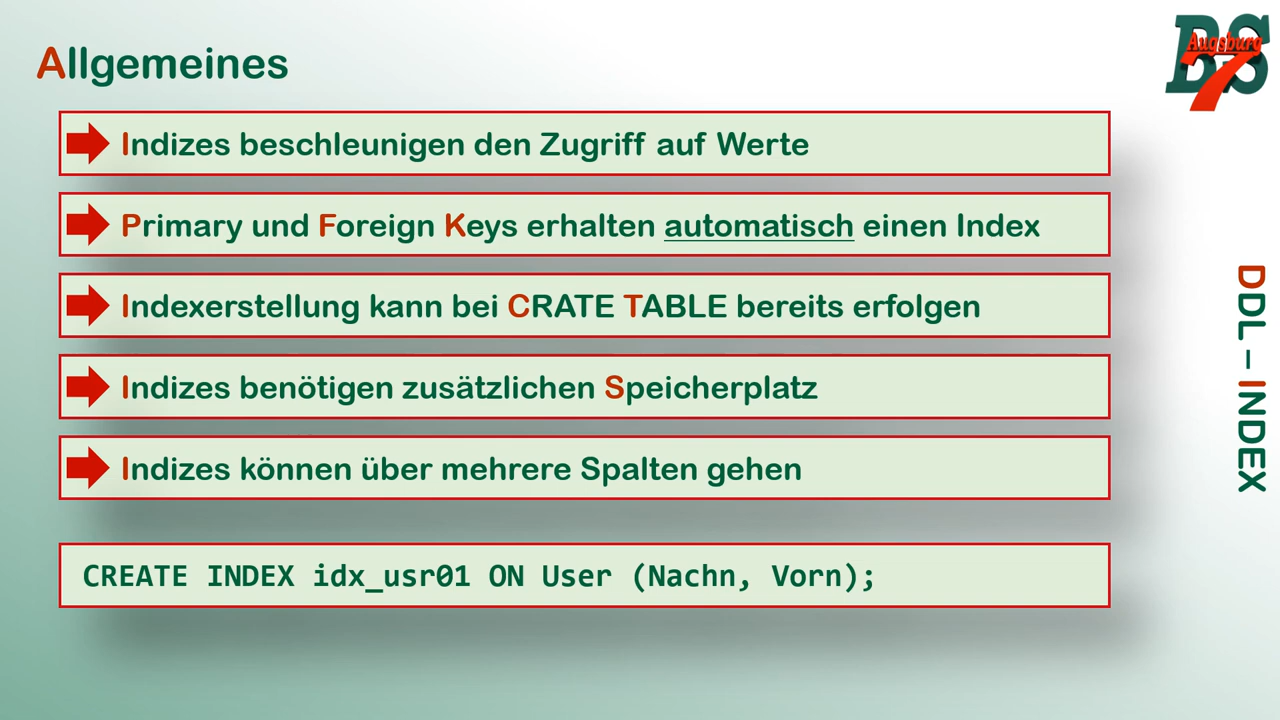 Allgemeines
BS
Augsburg
7
Indizes beschleunigen den Zugriff auf Werte
Primary und Foreign Keys erhalten automatisch einen Index
Indexerstellung kann bei CRATE TABLE bereits erfolgen
Indizes benötigen zusätzlichen Speicherplatz
Indizes können über mehrere Spalten gehen
CREATE INDEX idx_usr01 ON User (Nachn, Vorn);
DDL – INDEX